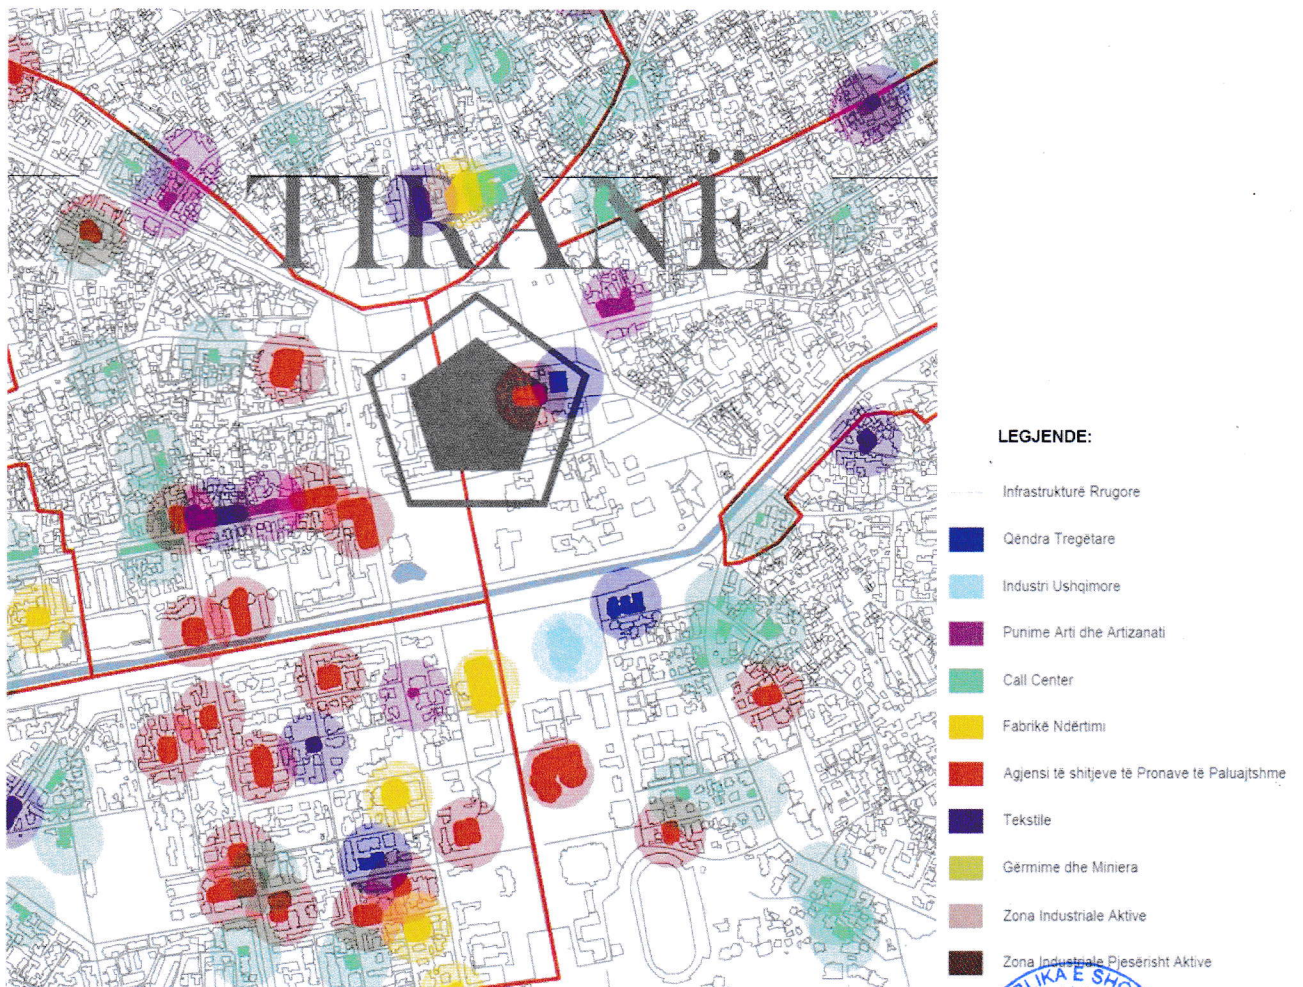 TIRANË
LEGJENDE:
Infrastrukturë Rrugore
Qëndra Tregëtare
Industri Ushqimore
Punime Arti dhe Artizanati
Call Center
Fabrikë Ndërtimi
Agjensi të shitjeve të Pronave të Paluajtshme
Tekstile
Gërmime dhe Miniera
Zona Industriale Aktive
Zona Industriale Pjesërisht Aktive